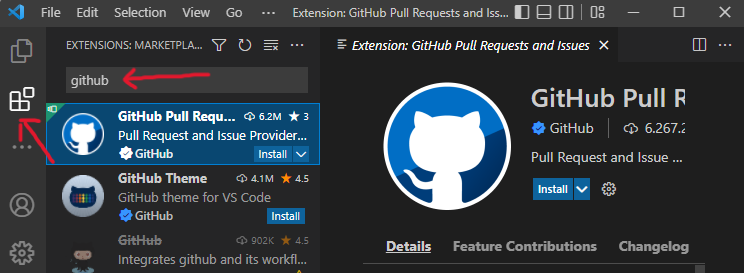 File Edit Selection View Go ... Extension: GitHub Pull Requests and Iss...
EXTENSIONS: MARKETPLA...
Extension: GitHub Pull Requests and Issues
github
GitHub Pull Requ... 6.2M ★ 3
Pull Request and Issue Provider...
GitHub Install
GitHub Theme 4.1M ★ 4.5
GitHub theme for VS Code
GitHub Install
GitHub 902K ★ 4.5
Integrates github and its workfl...
GitHub Pull R
GitHub 6.267.2
Pull Request and Issue ...
Install
Details Feature Contributions Changelog